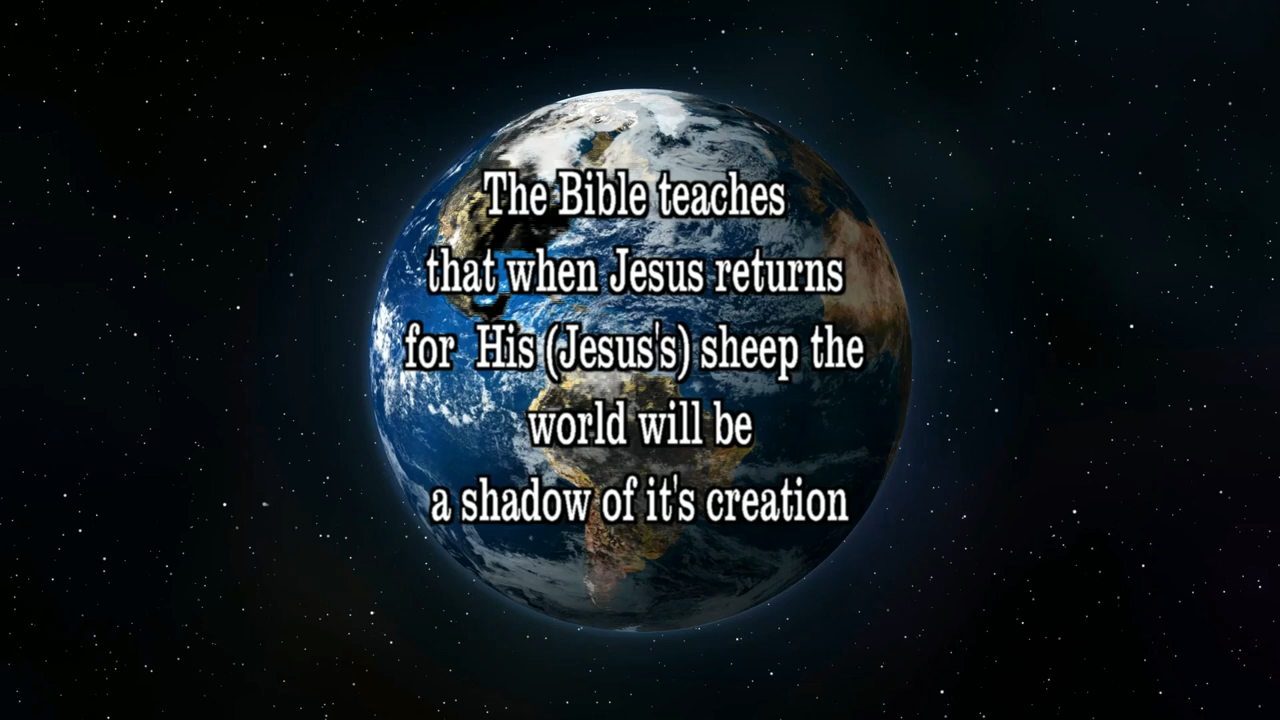 The Bible teaches
that when Jesus returns
for  His (Jesus's) sheep the
world will be
a shadow of it's creation